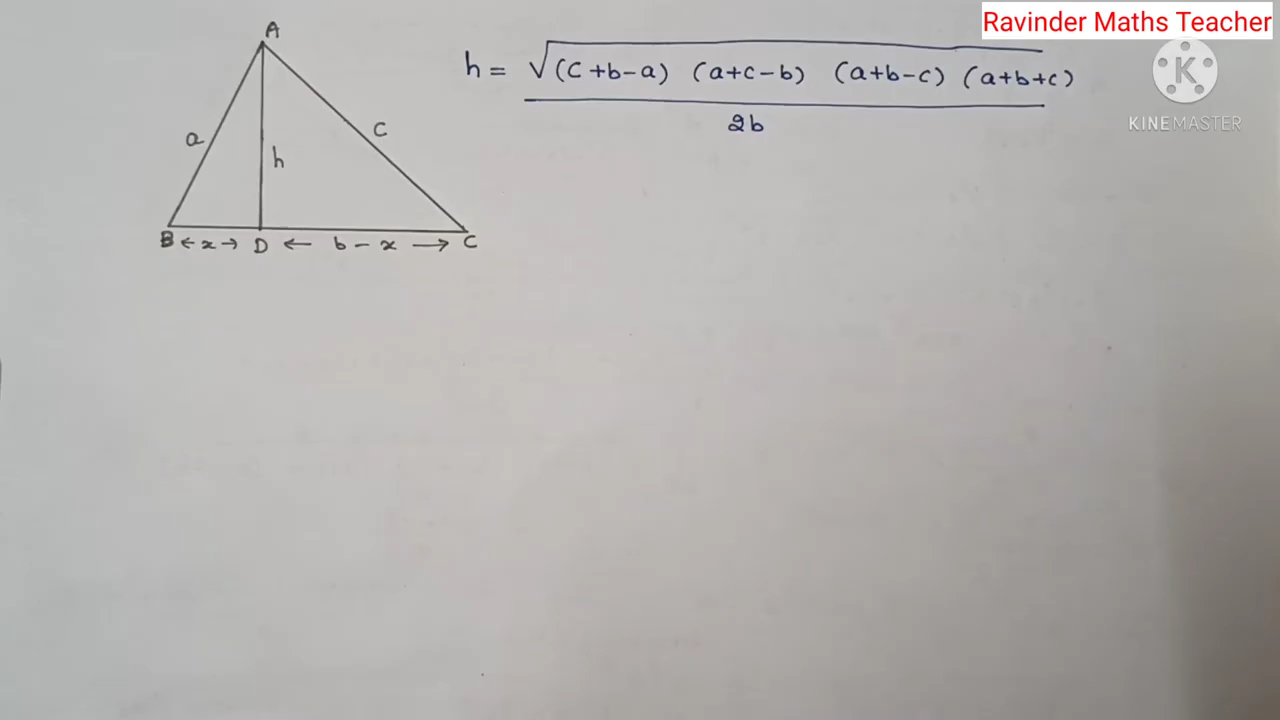 Ravinder Maths Teacher
KINEMASTER
A
h = √(c+b-a) (a+c-b) (a+b-c) (a+b+c)
2b
a
c
h
B ← x → D ← b - x → C